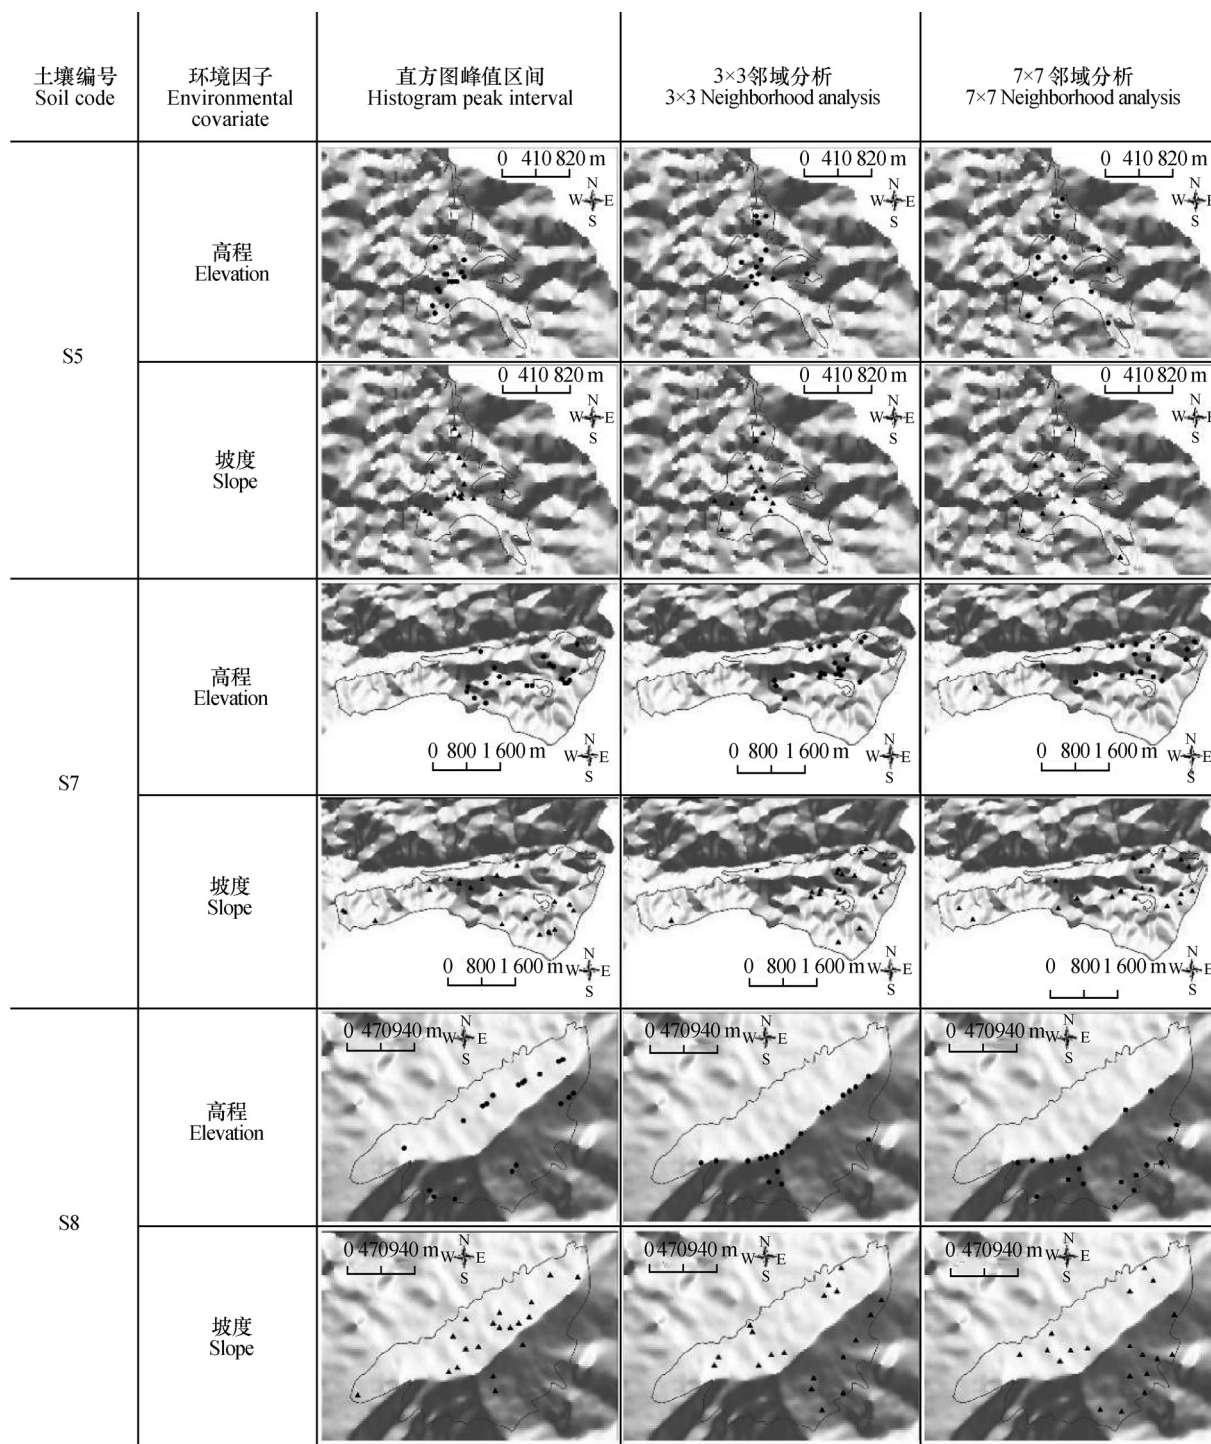 土壤编号
Soil code
环境因子
Environmental
covariate
直方图峰值区间
Histogram peak interval
3×3邻域分析
3×3 Neighborhood analysis
7×7 邻域分析
7×7 Neighborhood analysis
S5
高程
Elevation
0 410 820 m
N
W E
S
0 410 820 m
N
W E
S
0 410 820 m
N
W E
S
坡度
Slope
0 410 820 m
N
W E
S
0 410 820 m
N
W E
S
0 410 820 m
N
W E
S
S7
高程
Elevation
0 800 1 600 m
N
W E
S
0 800 1 600 m
N
W E
S
0 800 1 600 m
N
W E
S
坡度
Slope
0 800 1 600 m
N
W E
S
0 800 1 600 m
N
W E
S
0 800 1 600 m
N
W E
S
S8
高程
Elevation
0 470940 m
N
W E
S
0 470940 m
N
W E
S
0 470940 m
N
W E
S
坡度
Slope
0 470940 m
N
W E
S
0 470940 m
N
W E
S
0 470940 m
N
W E
S